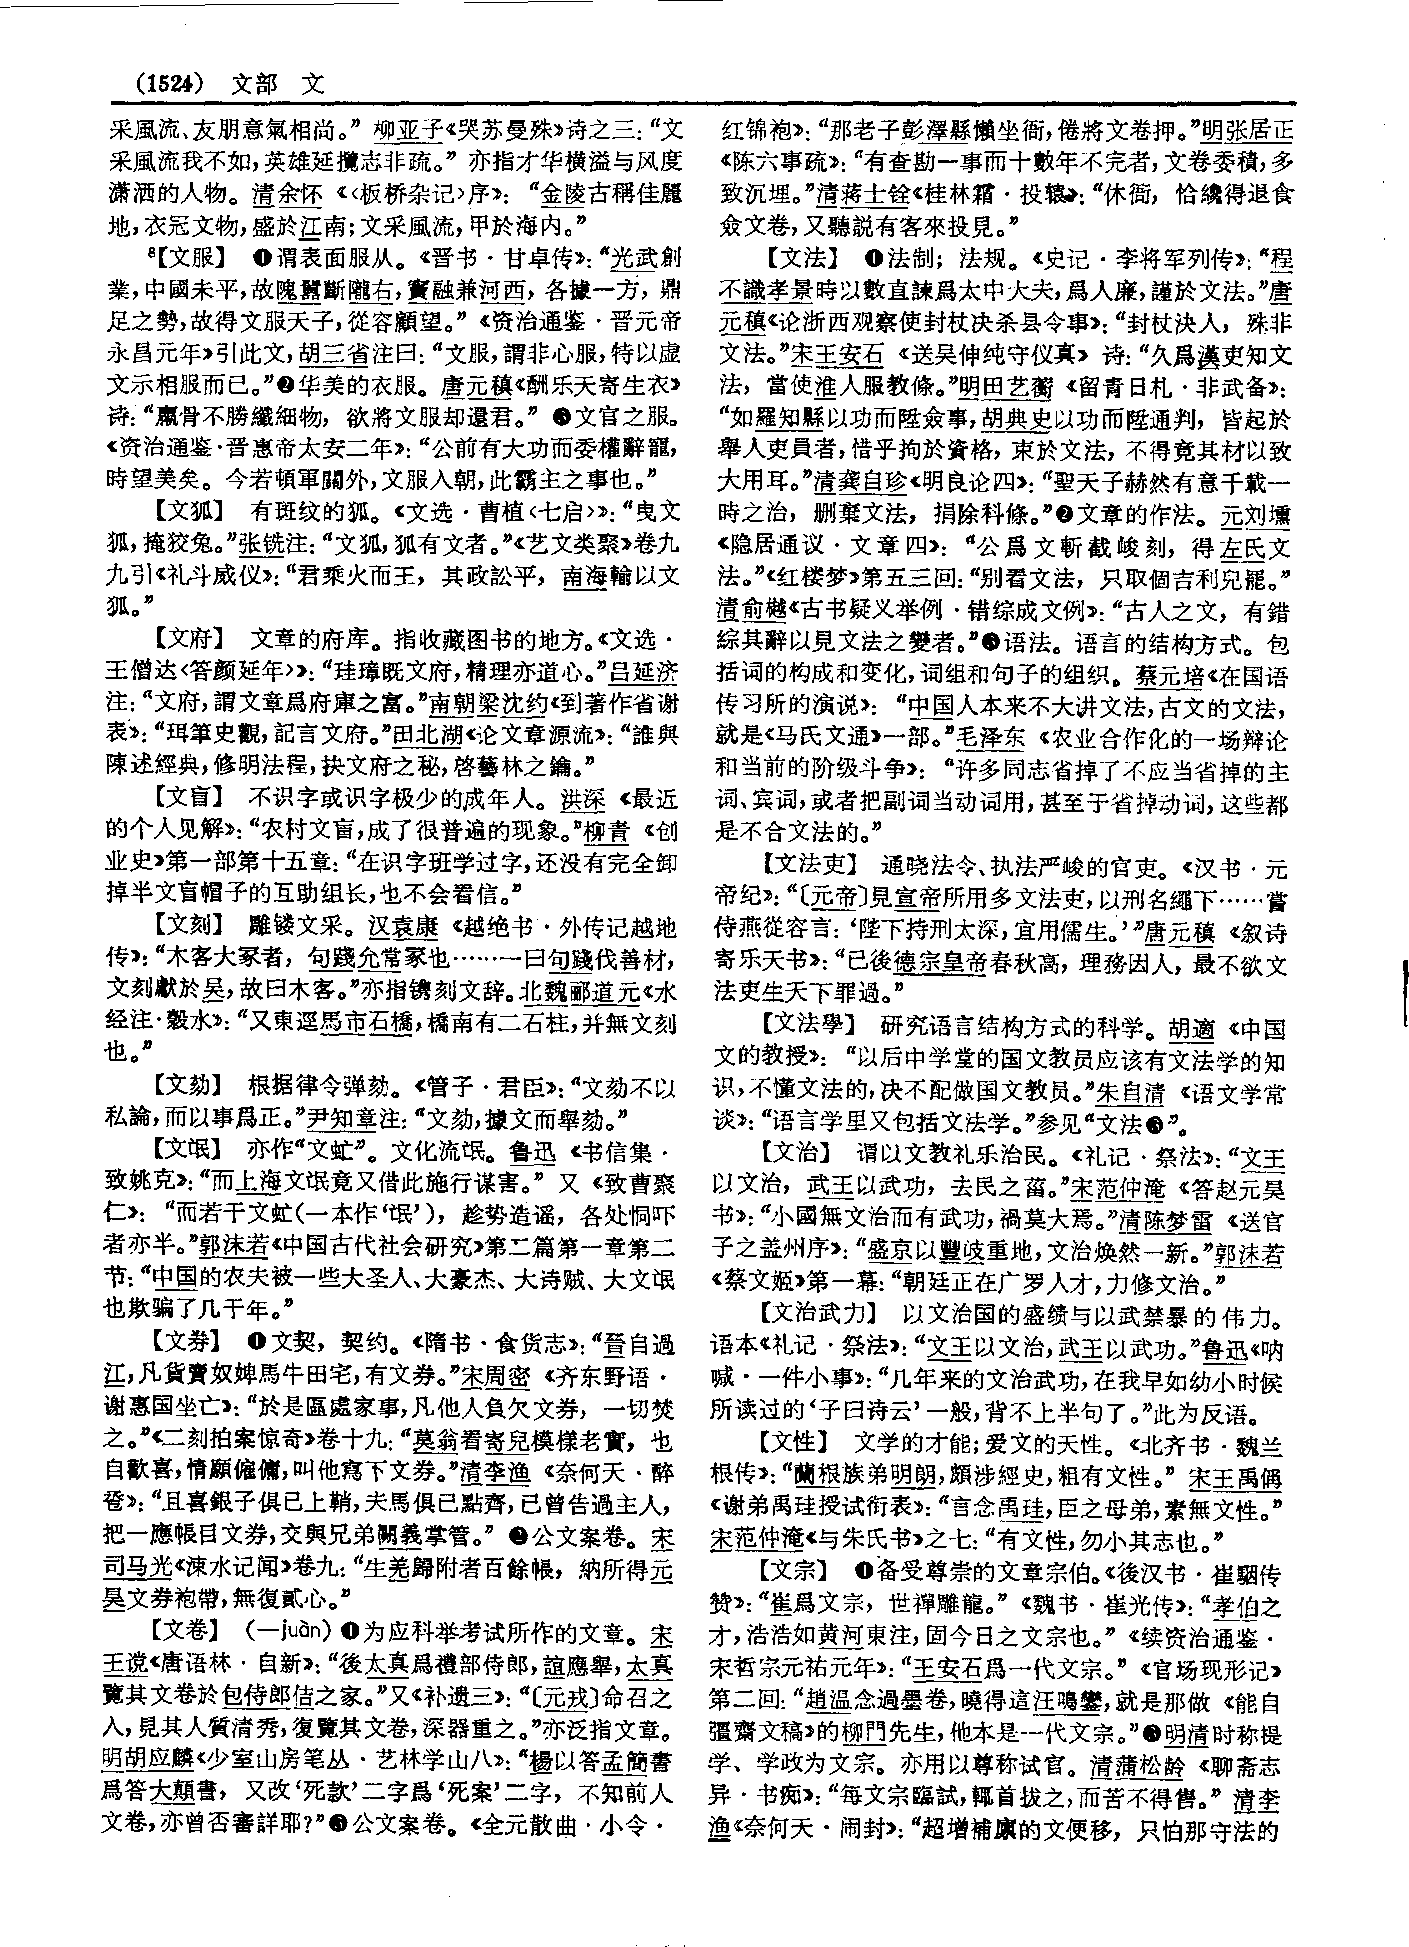 (1524) 文部 文
采風流、友朋意氣相尚。” 柳亚子《哭苏曼殊》诗之三：“文
采風流我不如，英雄延攬志非疏。” 亦指才华横溢与风度
潇洒的人物。清余怀《〈板桥杂记〉序》：“金陵古稱佳麗
地，衣冠文物，盛於江南；文采風流，甲於海内。”
8【文服】 ❶谓表面服从。《晋书·甘卓传》：“光武創
業，中國未平，故隗囂斷隴右，竇融兼河西，各據一方，鼎
足之勢，故得文服天子，從容顧望。”《资治通鉴·晋元帝
永昌元年》引此文，胡三省注曰：“文服，謂非心服，特以虚
文示相服而已。”❷华美的衣服。唐元稹《酬乐天寄生衣》
诗：“羸骨不勝纖細物，欲將文服却還君。” ❸文官之服。
《资治通鉴·晋惠帝太安二年》：“公前有大功而委權辭寵，
時望美矣。今若頓軍關外，文服入朝，此霸主之事也。”
【文狐】 有斑纹的狐。《文选·曹植〈七启〉》：“曳文
狐，掩狡兔。”张铣注：“文狐，狐有文者。”《艺文类聚》卷九
九引《礼斗威仪》：“君乘火而王，其政訟平，南海輸以文
狐。”
【文府】 文章的府库。指收藏图书的地方。《文选·
王僧达〈答颜延年〉》：“珪璋既文府，精理亦道心。”吕延济
注：“文府，謂文章爲府庫之富。”南朝梁沈约《到著作省谢
表》：“珥筆史觀，記言文府。”田北湖《论文章源流》：“誰與
陳述經典，修明法程，抉文府之秘，啓藝林之鑰。”
【文盲】 不识字或识字极少的成年人。洪深《最近
的个人见解》：“农村文盲，成了很普遍的现象。”柳青《创
业史》第一部第十五章：“在识字班学过字，还没有完全卸
掉半文盲帽子的互助组长，也不会看信。”
【文刻】 雕镂文采。汉袁康《越绝书·外传记越地
传》：“木客大冢者，句踐允常冢也……一曰句踐伐善材，
文刻獻於吴，故曰木客。”亦指镌刻文辞。北魏郦道元《水
经注·穀水》：“又東逕馬市石橋，橋南有二石柱，并無文刻
也。”
【文劾】 根据律令弹劾。《管子·君臣》：“文劾不以
私論，而以事爲正。”尹知章注：“文劾，據文而舉劾。”
【文氓】 亦作“文虻”。文化流氓。鲁迅《书信集·
致姚克》：“而上海文氓竟又借此施行谋害。” 又《致曹聚
仁》：“而若干文虻（一本作‘氓’），趁势造谣，各处恫吓
者亦半。”郭沫若《中国古代社会研究》第二篇第一章第二
节：“中国的农夫被一些大圣人、大豪杰、大诗贼、大文氓
也欺骗了几千年。”
【文券】 ❶文契，契约。《隋书·食货志》：“晉自過
江，凡貨賣奴婢馬牛田宅，有文券。”宋周密《齐东野语·
谢惠国坐亡》：“於是區處家事，凡他人負欠文券，一切焚
之。”《二刻拍案惊奇》卷十九：“莫翁看寄兒模樣老實，也
自歡喜，情願僱傭，叫他寫下文券。”清李渔《奈何天·醉
卺》：“且喜銀子俱已上鞘，夫馬俱已點齊，已曾告過主人，
把一應帳目文券，交與兄弟闕義掌管。” ❷公文案卷。宋
司马光《涑水记闻》卷九：“生羌歸附者百餘帳，納所得元
昊文券袍帶，無復貳心。”
【文卷】（—juàn）❶为应科举考试所作的文章。宋
王谠《唐语林·自新》：“後太真爲禮部侍郎，誼應舉，太真
覽其文卷於包侍郎佶之家。”又《补遗三》：“〔元戎〕命召之
入，見其人質清秀，復覽其文卷，深器重之。”亦泛指文章。
明胡应麟《少室山房笔丛·艺林学山八》：“楊以答孟簡書
爲答大顛書，又改‘死款’二字爲‘死案’二字，不知前人
文卷，亦曾否審詳耶？”❸公文案卷。《全元散曲·小令·
红锦袍》：“那老子彭澤縣懶坐衙，倦將文卷押。”明张居正
《陈六事疏》：“有查勘一事而十數年不完者，文卷委積，多
致沉埋。”清蒋士铨《桂林霜·投辕》：“休衙，恰纔得退食
僉文卷，又聽説有客來投見。”
【文法】 ❶法制；法规。《史记·李将军列传》：“程
不識孝景時以數直諫爲太中大夫，爲人廉，謹於文法。”唐
元稹《论浙西观察使封杖决杀县令事》：“封杖決人，殊非
文法。”宋王安石《送吴伸纯守仪真》诗：“久爲漢吏知文
法，當使淮人服教條。”明田艺蘅《留青日札·非武备》：
“如羅知縣以功而陞僉事，胡典史以功而陞通判，皆起於
舉人吏員者，惜乎拘於資格，束於文法，不得竟其材以致
大用耳。”清龚自珍《明良论四》：“聖天子赫然有意于載一
時之治，删棄文法，捐除科條。”❷文章的作法。元刘壎
《隐居通议·文章四》：“公爲文斬截峻刻，得左氏文
法。”《红楼梦》第五三回：“别看文法，只取個吉利兒罷。”
清俞樾《古书疑义举例·错综成文例》：“古人之文，有錯
綜其辭以見文法之變者。”❸语法。语言的结构方式。包
括词的构成和变化，词组和句子的组织。蔡元培《在国语
传习所的演说》：“中国人本来不大讲文法，古文的文法，
就是《马氏文通》一部。”毛泽东《农业合作化的一场辩论
和当前的阶级斗争》：“许多同志省掉了不应当省掉的主
词、宾词，或者把副词当动词用，甚至于省掉动词，这些都
是不合文法的。”
【文法吏】 通晓法令、执法严峻的官吏。《汉书·元
帝纪》：“〔元帝〕見宣帝所用多文法吏，以刑名繩下……嘗
侍燕從容言：‘陛下持刑太深，宜用儒生。’”唐元稹《叙诗
寄乐天书》：“已後德宗皇帝春秋高，理務因人，最不欲文
法吏生天下罪過。”
【文法學】 研究语言结构方式的科学。胡適《中国
文的教授》：“以后中学堂的国文教员应该有文法学的知
识，不懂文法的，决不配做国文教员。”朱自清《语文学常
谈》：“语言学里又包括文法学。”参见“文法❸”。
【文治】 谓以文教礼乐治民。《礼记·祭法》：“文王
以文治，武王以武功，去民之菑。”宋范仲淹《答赵元昊
书》：“小國無文治而有武功，禍莫大焉。”清陈梦雷《送官
子之盖州序》：“盛京以豐岐重地，文治焕然一新。”郭沫若
《蔡文姬》第一幕：“朝廷正在广罗人才，力修文治。”
【文治武力】 以文治国的盛绩与以武禁暴的伟力。
语本《礼记·祭法》：“文王以文治，武王以武功。”鲁迅《呐
喊·一件小事》：“几年来的文治武功，在我早如幼小时候
所读过的‘子曰诗云’一般，背不上半句了。”此为反语。
【文性】 文学的才能；爱文的天性。《北齐书·魏兰
根传》：“蘭根族弟明朗，頗涉經史，粗有文性。” 宋王禹偁
《谢弟禹珪授试衔表》：“言念禹珪，臣之母弟，素無文性。”
宋范仲淹《与朱氏书》之七：“有文性，勿小其志也。”
【文宗】 ❶备受尊崇的文章宗伯。《後汉书·崔駰传
赞》：“崔爲文宗，世禪雕龍。”《魏书·崔光传》：“孝伯之
才，浩浩如黄河東注，固今日之文宗也。”《续资治通鉴·
宋哲宗元祐元年》：“王安石爲一代文宗。”《官场现形记》
第二回：“趙温念過墨卷，曉得這汪鳴鑾，就是那做《能自
彊齋文稿》的柳門先生，他本是一代文宗。”❸明清时称提
学、学政为文宗。亦用以尊称试官。清蒲松龄《聊斋志
异·书痴》：“每文宗臨試，輒首拔之，而苦不得售。” 清李
渔《奈何天·闹封》：“超增補廪的文便移，只怕那守法的